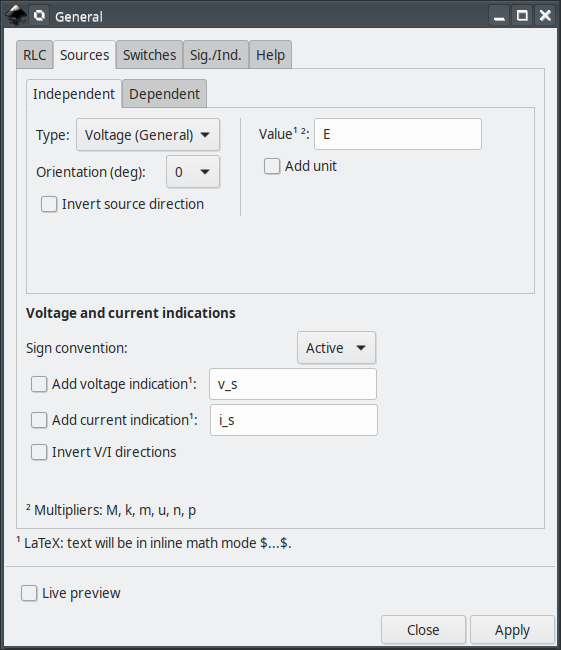 General
RLC Sources Switches Sig./Ind. Help
Independent Dependent
Type: Voltage (General) Value¹ ²: E
Orientation (deg): 0 Add unit
Invert source direction
Voltage and current indications
Sign convention: Active
Add voltage indication¹: v_s
Add current indication¹: i_s
Invert V/I directions
² Multipliers: M, k, m, u, n, p
¹ LaTeX: text will be in inline math mode $...$.
Live preview
Close Apply